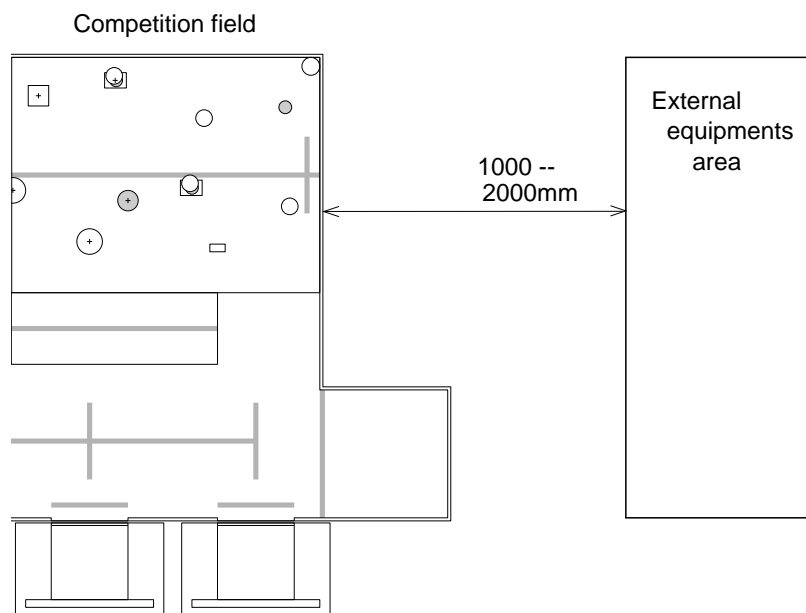 Competition field
External
equipments
area
1000 --
2000mm